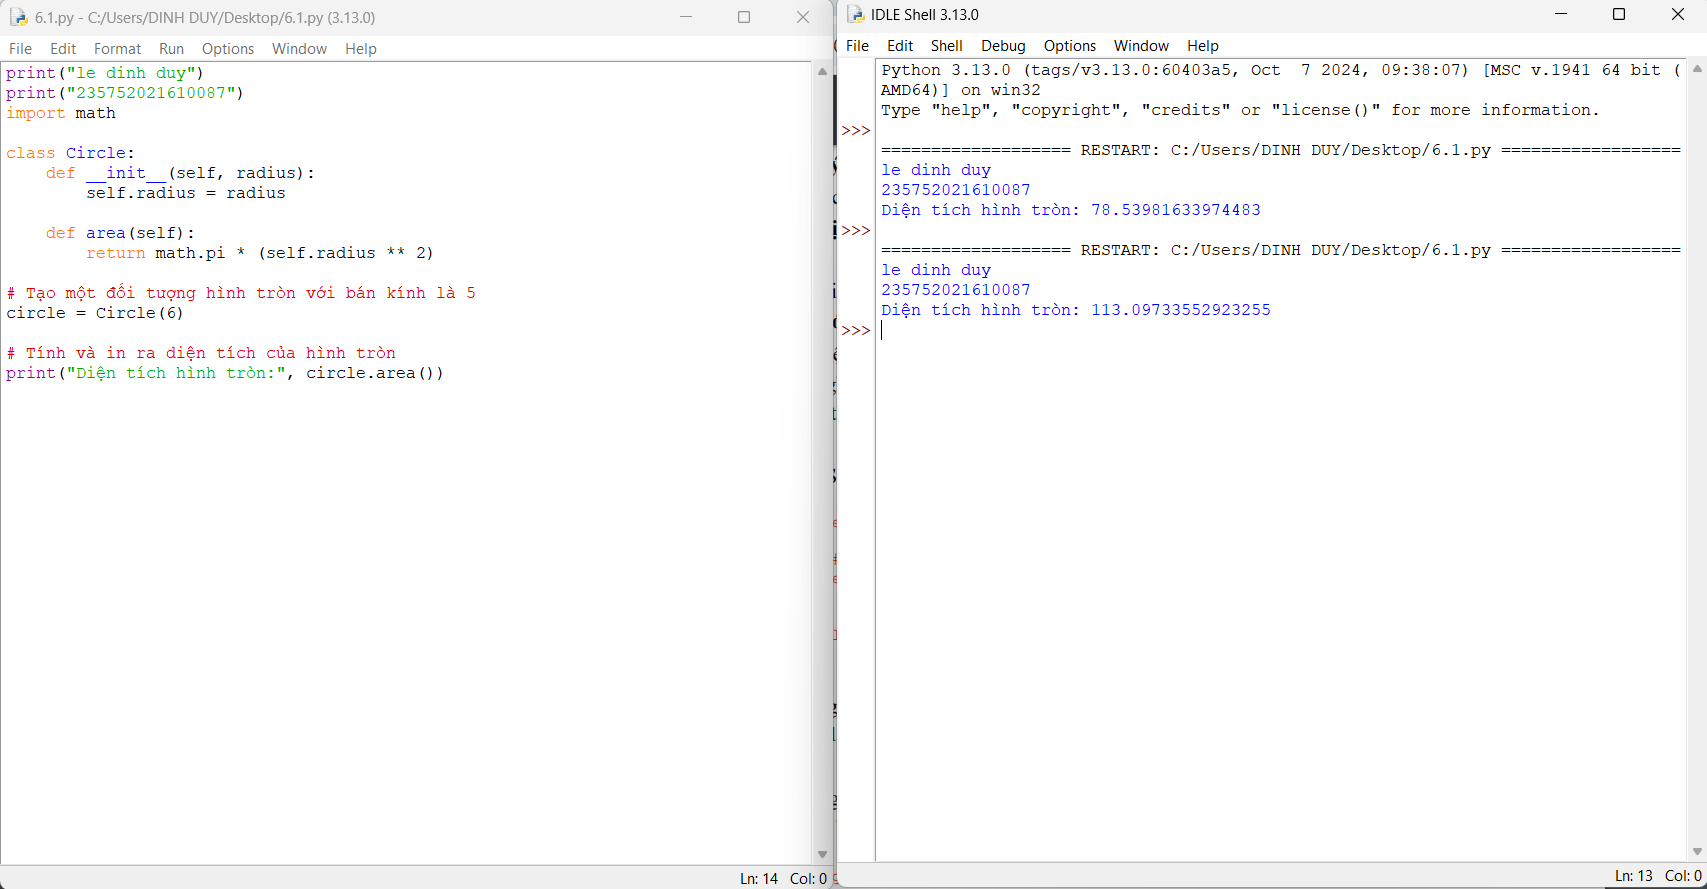 6.1.py - C:/Users/DINH DUY/Desktop/6.1.py (3.13.0)
File Edit Format Run Options Window Help
print("le dinh duy")
print("235752021610087")
import math
class Circle:
    def __init__(self, radius):
        self.radius = radius
    def area(self):
        return math.pi * (self.radius ** 2)
# Tạo một đối tượng hình tròn với bán kính là 5
circle = Circle(6)
# Tính và in ra diện tích của hình tròn
print("Diện tích hình tròn:", circle.area())
Ln: 14 Col: 0
IDLE Shell 3.13.0
File Edit Shell Debug Options Window Help
Python 3.13.0 (tags/v3.13.0:60403a5, Oct  7 2024, 09:38:07) [MSC v.1941 64 bit (
AMD64)] on win32
Type "help", "copyright", "credits" or "license()" for more information.
>>>
=================== RESTART: C:/Users/DINH DUY/Desktop/6.1.py ==================
le dinh duy
235752021610087
Diện tích hình tròn: 78.53981633974483
>>>
=================== RESTART: C:/Users/DINH DUY/Desktop/6.1.py ==================
le dinh duy
235752021610087
Diện tích hình tròn: 113.09733552923255
>>>
Ln: 13 Col: 0